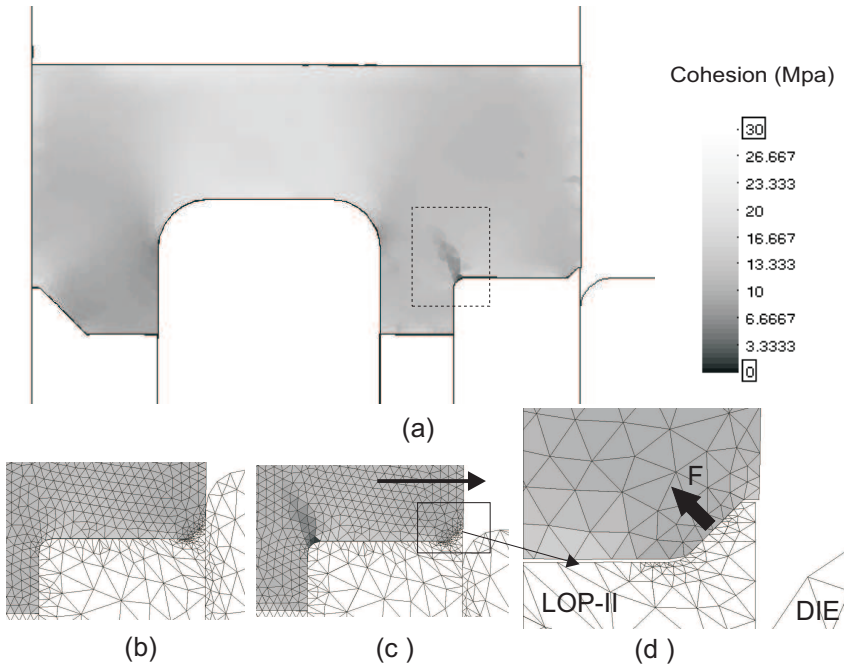 Cohesion (Mpa)
30
26.667
23.333
20
16.667
13.333
10
6.6667
3.3333
0
(a)
F
LOP-II
DIE
(b)
(c )
(d )